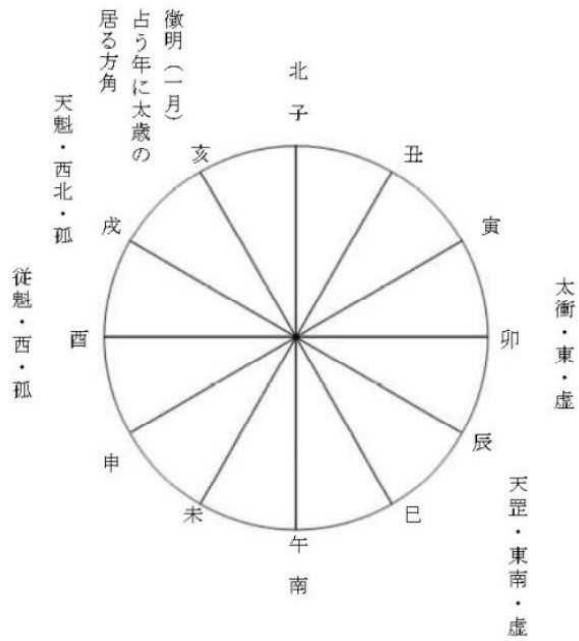 徴明（一月）
占う年に太歳の
居る方角
北
子
丑
寅
卯
辰
巳
午
南
未
申
酉
戌
亥
天魁・西北・孤
従魁・西・孤
太衝・東・虚
天罡・東南・虚